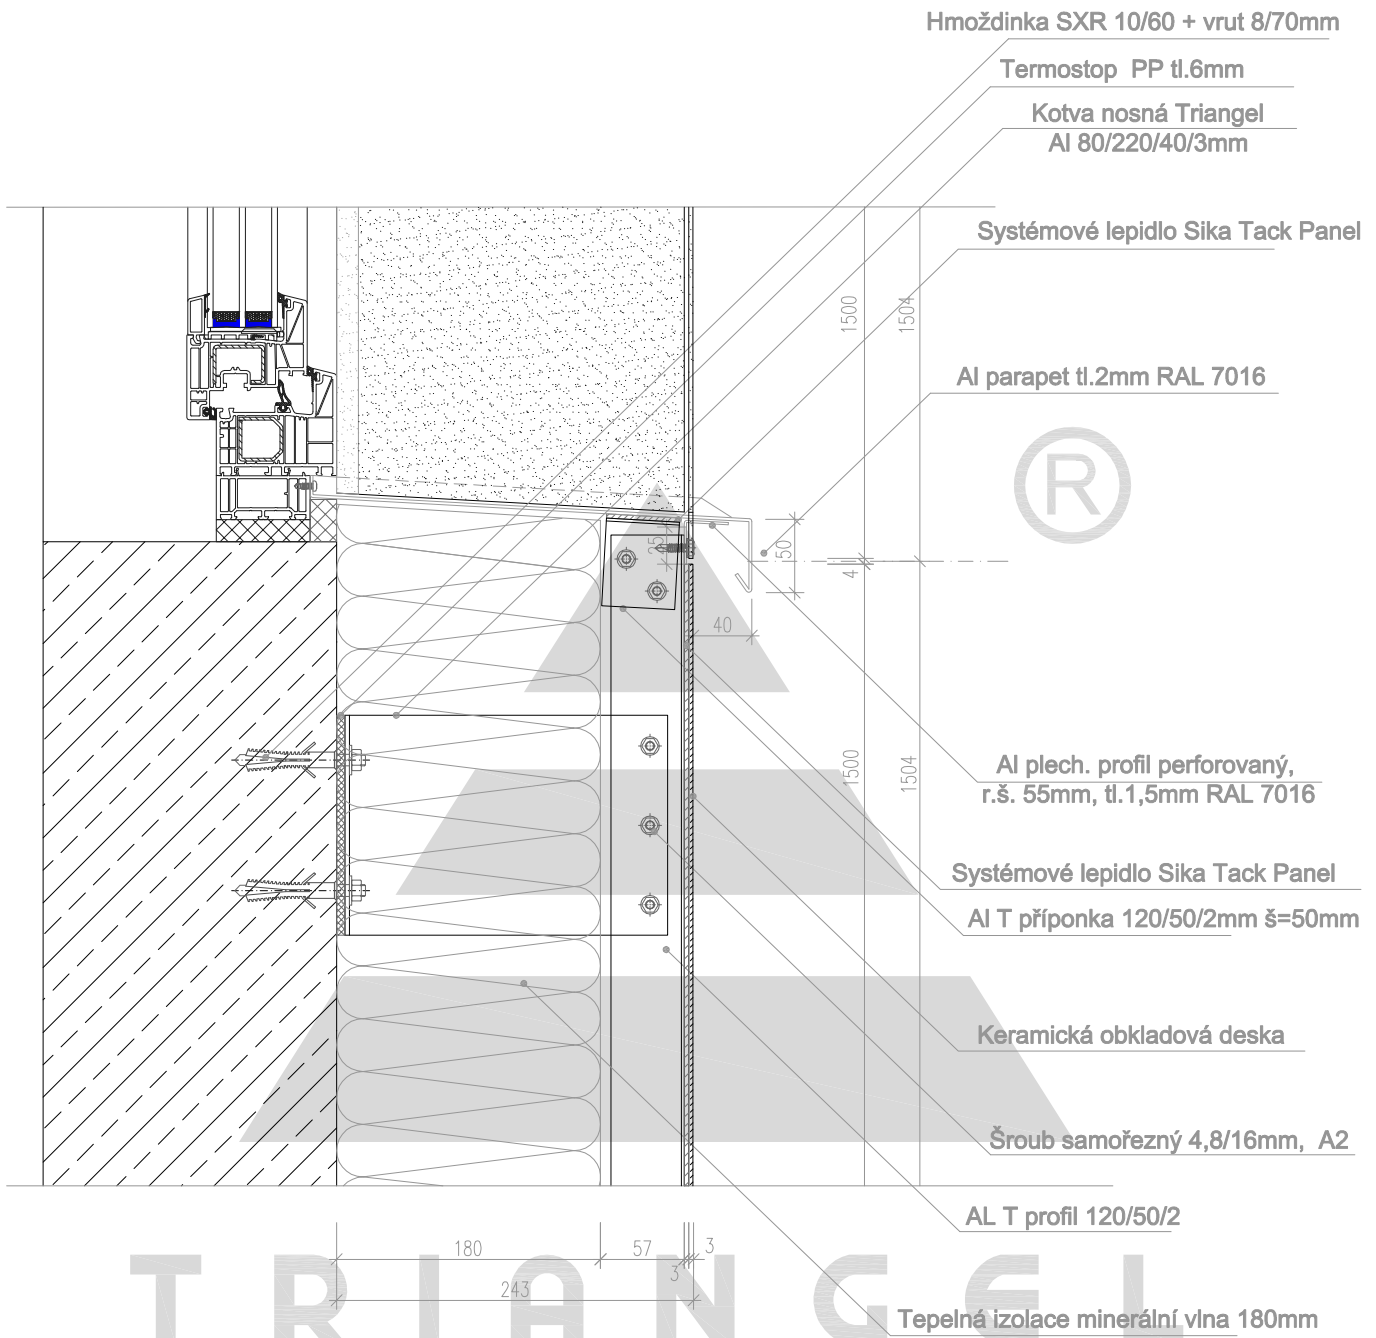 Hmoždinka SXR 10/60 + vrut 8/70mm
Termostop PP tl.6mm
Kotva nosná Triangel
Al 80/220/40/3mm
Systémové lepidlo Sika Tack Panel
1500
1504
Al parapet tl.2mm RAL 7016
®
25
50
4
40
1500
1504
Al plech. profil perforovaný,
r.š. 55mm, tl.1,5mm RAL 7016
Systémové lepidlo Sika Tack Panel
Al T příponka 120/50/2mm š=50mm
Keramická obkladová deska
Šroub samořezný 4,8/16mm, A2
AL T profil 120/50/2
180
57
3
3
243
TRIANGEL
Tepelná izolace minerální vlna 180mm